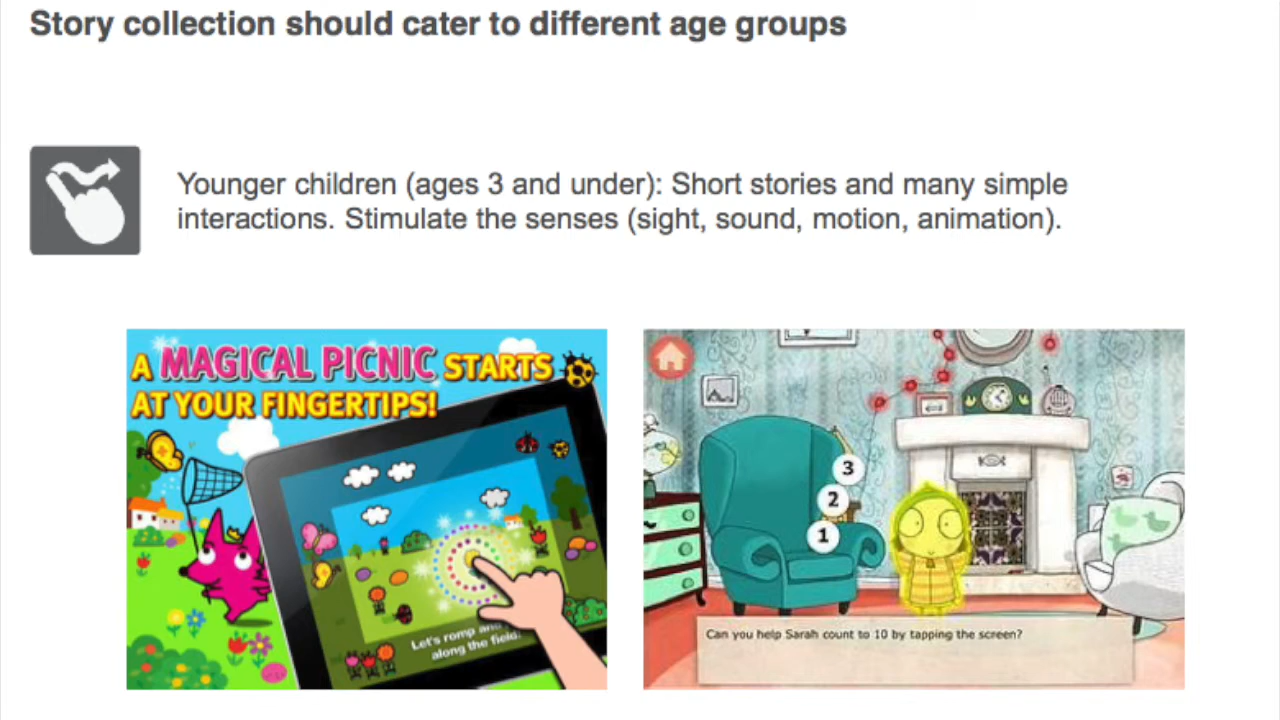 Story collection should cater to different age groups
Younger children (ages 3 and under): Short stories and many simple
interactions. Stimulate the senses (sight, sound, motion, animation).
A MAGICAL PICNIC STARTS
AT YOUR FINGERTIPS!
Let's romp and
along the field.
3
2
1
Can you help Sarah count to 10 by tapping the screen?